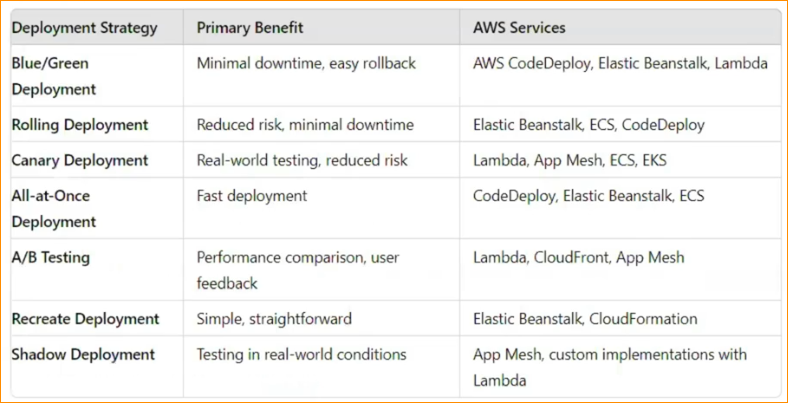 Deployment Strategy Primary Benefit AWS Services
Blue/Green Minimal downtime, easy rollback AWS CodeDeploy, Elastic Beanstalk, Lambda
Deployment
Rolling Deployment Reduced risk, minimal downtime Elastic Beanstalk, ECS, CodeDeploy
Canary Deployment Real-world testing, reduced risk Lambda, App Mesh, ECS, EKS
All-at-Once Fast deployment CodeDeploy, Elastic Beanstalk, ECS
Deployment
A/B Testing Performance comparison, user Lambda, CloudFront, App Mesh
feedback
Recreate Deployment Simple, straightforward Elastic Beanstalk, CloudFormation
Shadow Deployment Testing in real-world conditions App Mesh, custom implementations with
Lambda